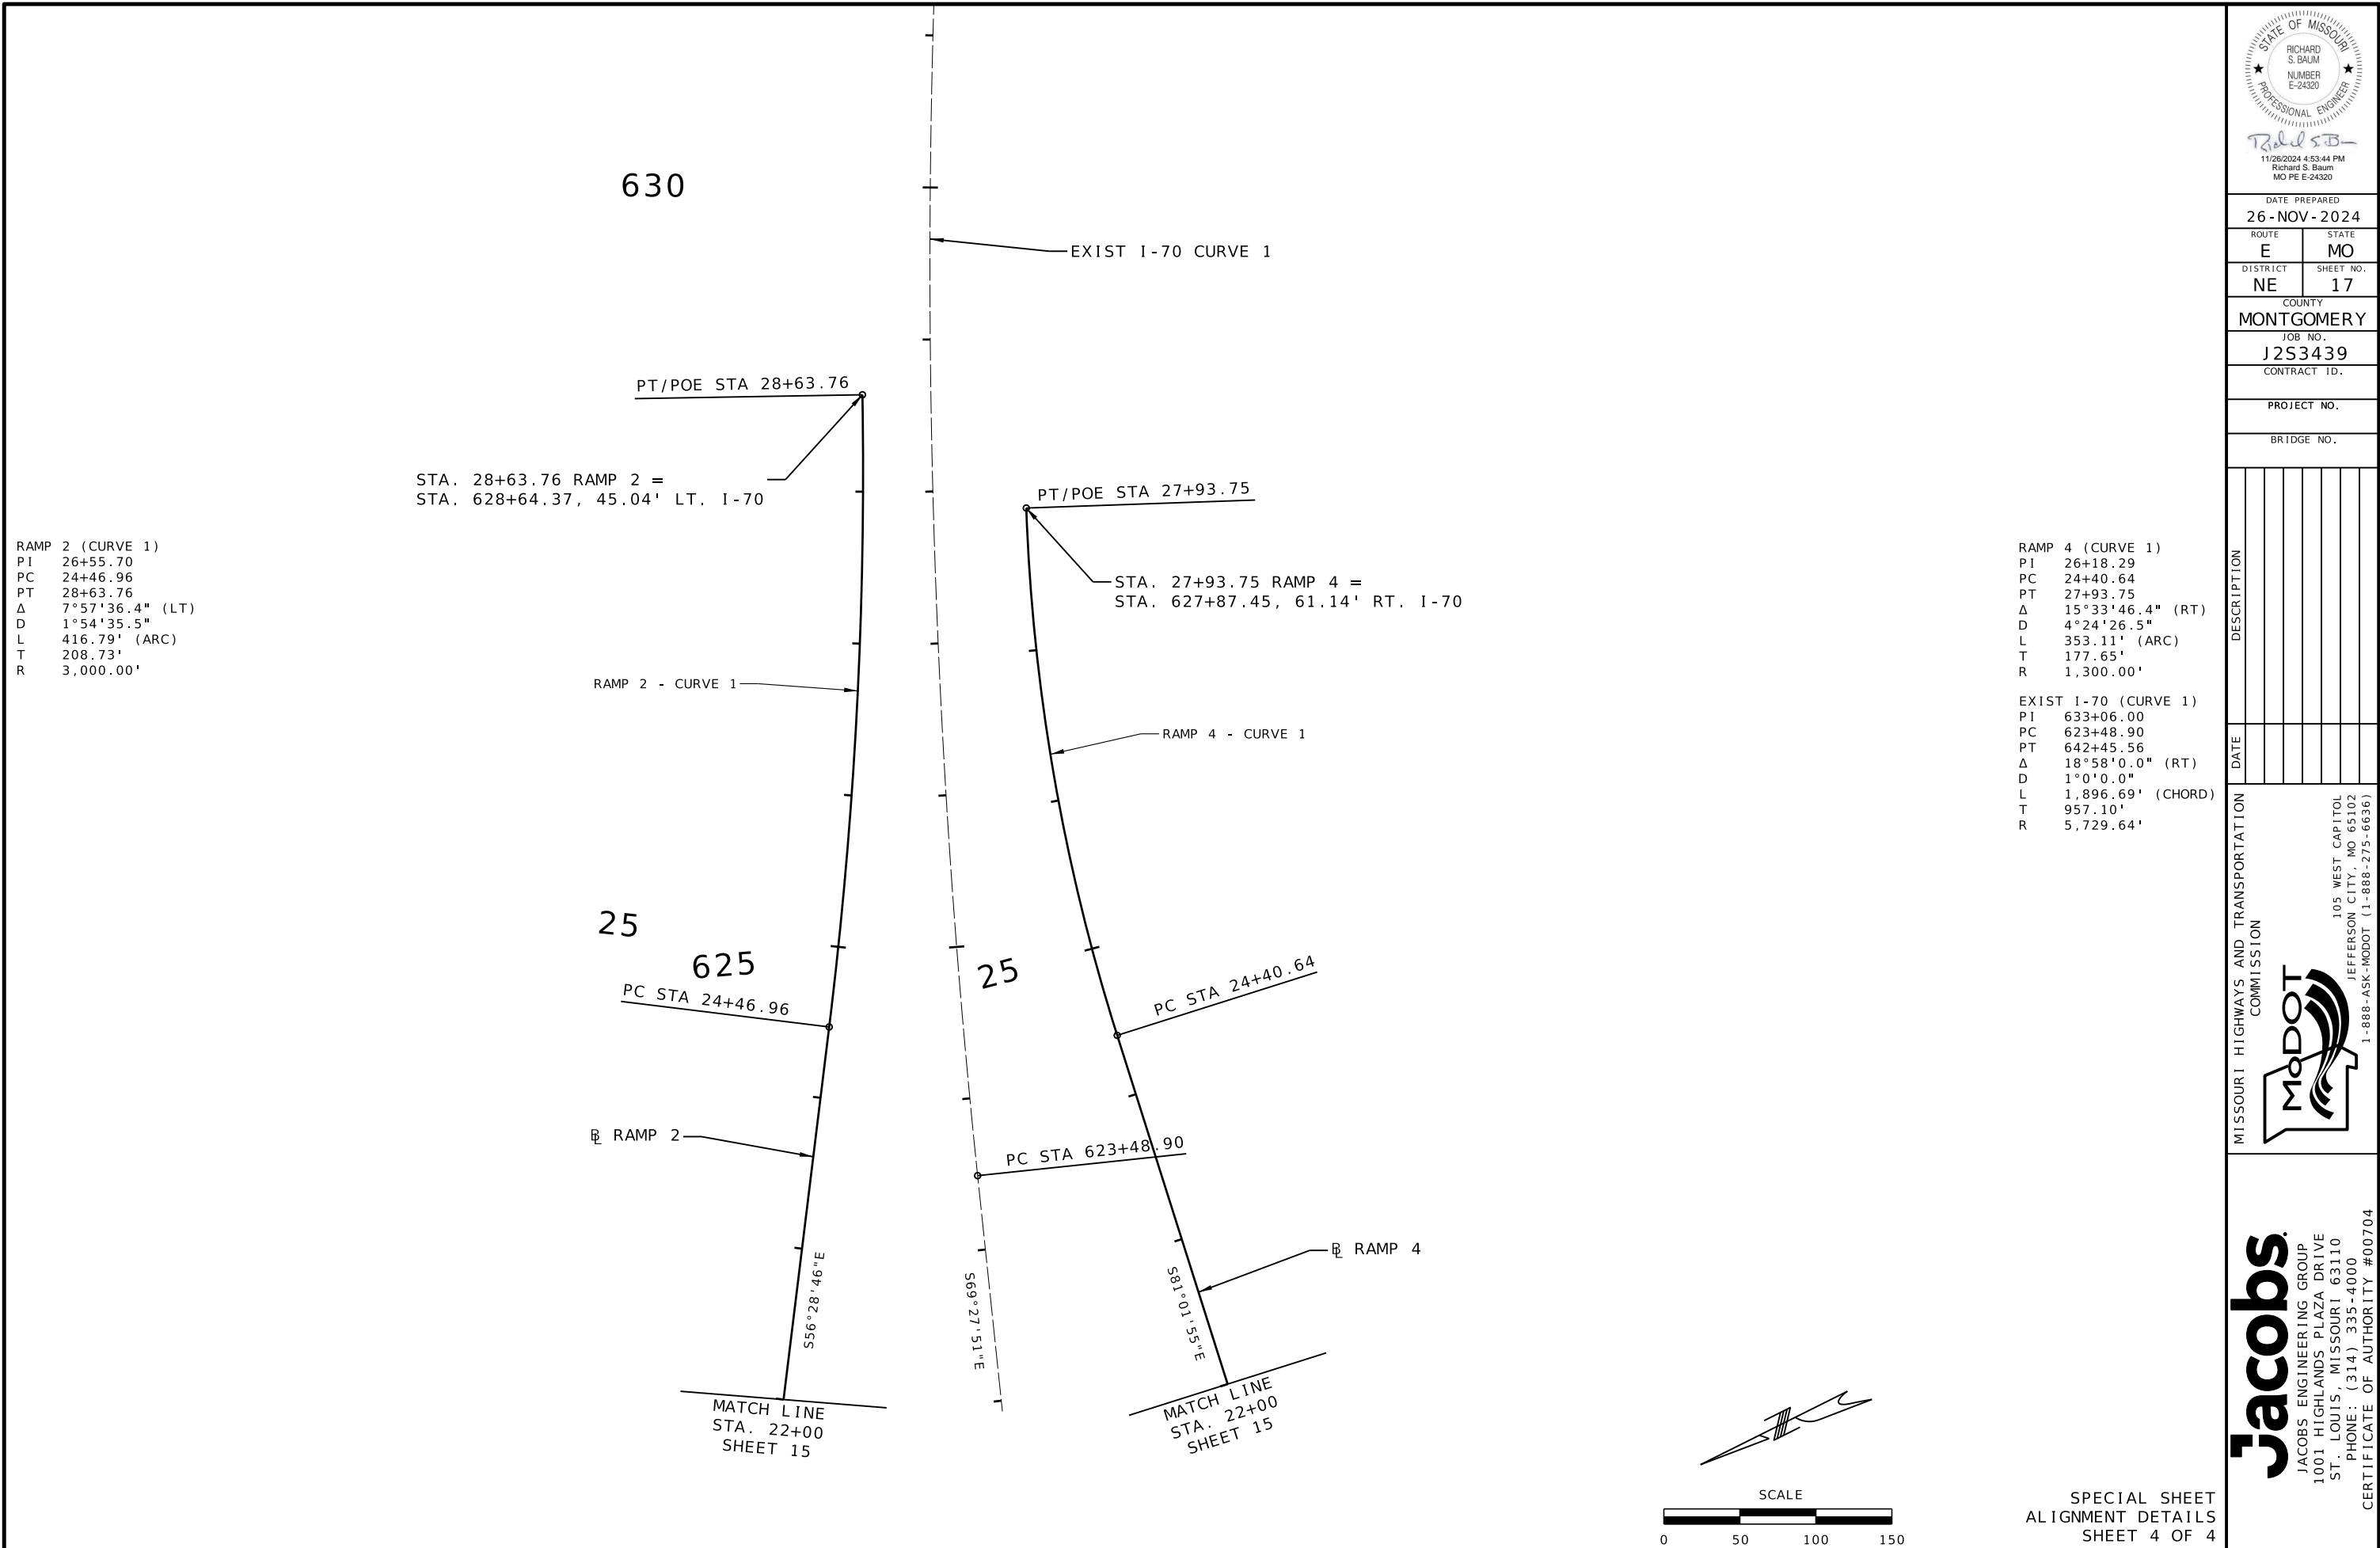 630
EXIST I-70 CURVE 1
PT/POE STA 28+63.76
STA. 28+63.76 RAMP 2 =
STA. 628+64.37, 45.04' LT. I-70
PT/POE STA 27+93.75
STA. 27+93.75 RAMP 4 =
STA. 627+87.45, 61.14' RT. I-70
RAMP 2 (CURVE 1)
PI 26+55.70
PC 24+46.96
PT 28+63.76
Δ 7°57'36.4" (LT)
D 1°54'35.5"
L 416.79' (ARC)
T 208.73'
R 3,000.00'
RAMP 2 - CURVE 1
RAMP 4 - CURVE 1
RAMP 4 (CURVE 1)
PI 26+18.29
PC 24+40.64
PT 27+93.75
Δ 15°33'46.4" (RT)
D 4°24'26.5"
L 353.11' (ARC)
T 177.65'
R 1,300.00'
EXIST I-70 (CURVE 1)
PI 633+06.00
PC 623+48.90
PT 642+45.56
Δ 18°58'0.0" (RT)
D 1°0'0.0"
L 1,896.69' (CHORD)
T 957.10'
R 5,729.64'
25
625
25
PC STA 24+46.96
PC STA 24+40.64
BL RAMP 2
PC STA 623+48.90
BL RAMP 4
S56°28'46"E
S69°27'51"E
S81°01'55"E
MATCH LINE
STA. 22+00
SHEET 15
MATCH LINE
STA. 22+00
SHEET 15
N
SCALE
0 50 100 150
SPECIAL SHEET
ALIGNMENT DETAILS
SHEET 4 OF 4
STATE OF MISSOURI
RICHARD
S. BAUM
NUMBER
E-24320
PROFESSIONAL ENGINEER
11/26/2024 4:53:44 PM
Richard S. Baum
MO PE E-24320
DATE PREPARED
26-NOV-2024
ROUTE STATE
E MO
DISTRICT SHEET NO.
NE 17
COUNTY
MONTGOMERY
JOB NO.
J2S3439
CONTRACT ID.
PROJECT NO.
BRIDGE NO.
DESCRIPTION
DATE
MISSOURI HIGHWAYS AND TRANSPORTATION
COMMISSION
MoDOT
105 WEST CAPITOL
JEFFERSON CITY, MO 65102
1-888-ASK-MODOT (1-888-275-6636)
Jacobs
JACOBS ENGINEERING GROUP
1001 HIGHLANDS PLAZA DRIVE
ST. LOUIS, MISSOURI 63110
PHONE: (314) 335-4000
CERTIFICATE OF AUTHORITY #00704